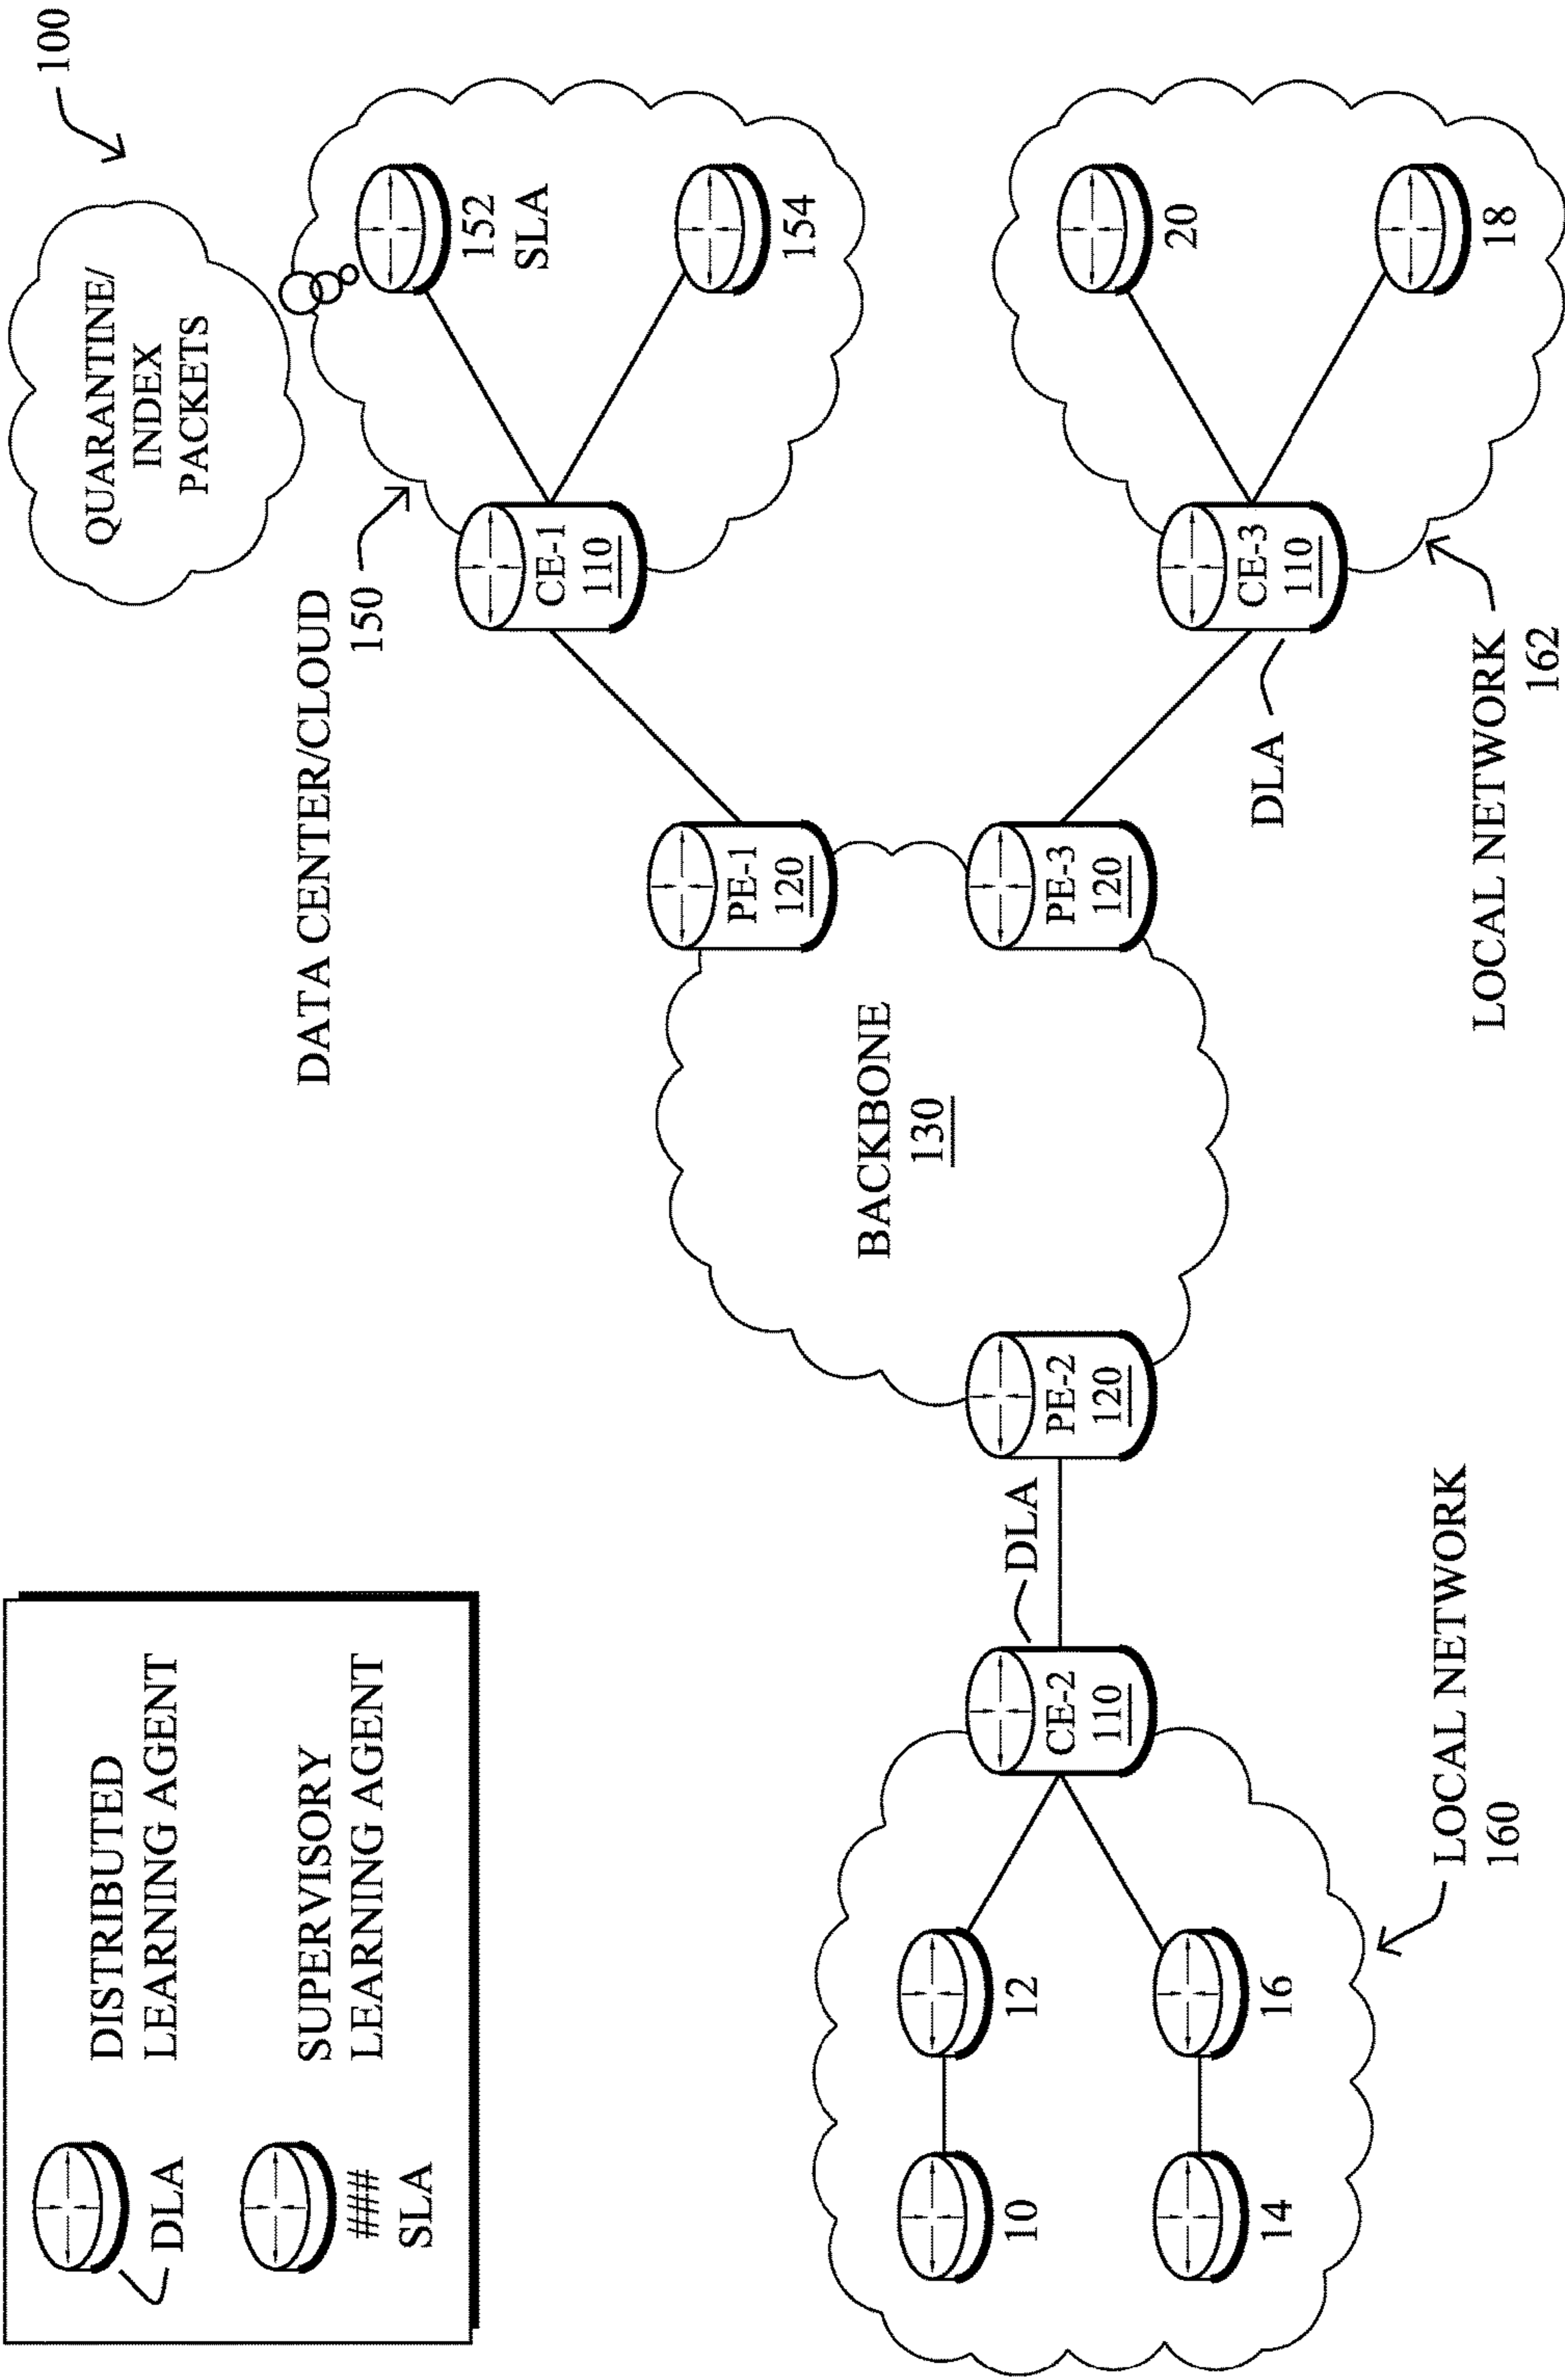 DISTRIBUTED
LEARNING AGENT
DLA
SUPERVISORY
LEARNING AGENT
###
SLA
100
QUARANTINE/
INDEX
PACKETS
DATA CENTER/CLOUD
150
152
SLA
154
CE-1
110
PE-1
120
BACKBONE
130
PE-2
120
PE-3
120
DLA
CE-2
110
10
12
14
16
LOCAL NETWORK
160
CE-3
110
DLA
20
18
LOCAL NETWORK
162